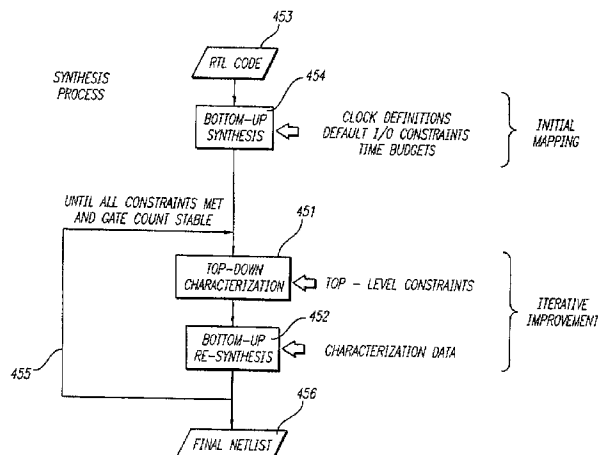 453
RTL CODE
SYNTHESIS
PROCESS
454
BOTTOM-UP
SYNTHESIS
CLOCK DEFINITIONS
DEFAULT I/O CONSTRAINTS
TIME BUDGETS
INITIAL
MAPPING
UNTIL ALL CONSTRAINTS MET
AND GATE COUNT STABLE
451
TOP-DOWN
CHARACTERIZATION
TOP - LEVEL CONSTRAINTS
ITERATIVE
IMPROVEMENT
452
BOTTOM-UP
RE-SYNTHESIS
CHARACTERIZATION DATA
455
456
FINAL NETLIST